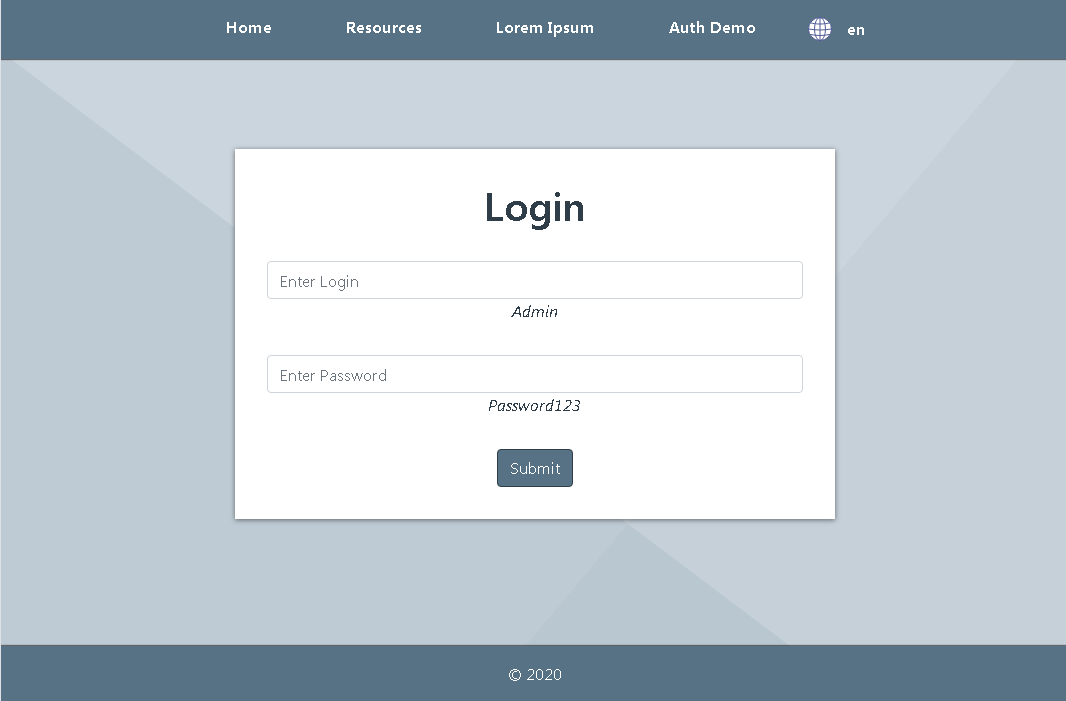 Home Resources Lorem Ipsum Auth Demo en
Login
Enter Login
Admin
Enter Password
Password123
Submit
© 2020